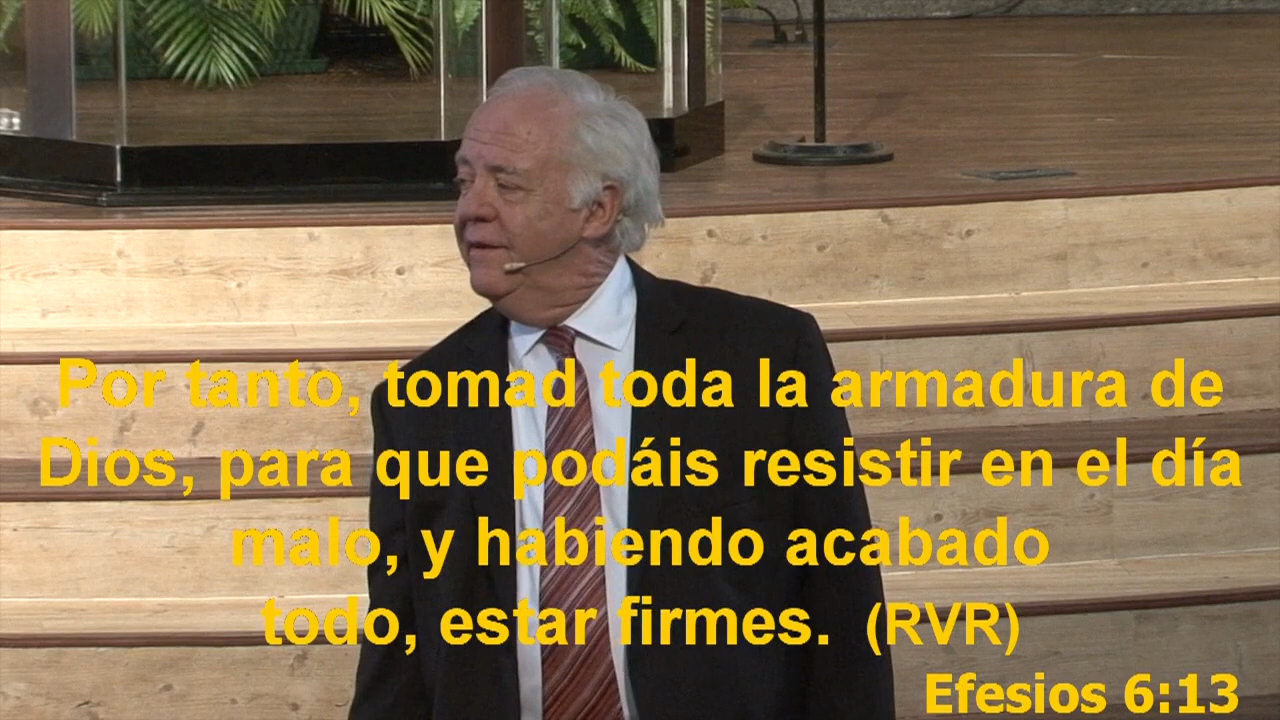 Por tanto, tomad toda la armadura de
Dios, para que podáis resistir en el día
malo, y habiendo acabado
todo, estar firmes. (RVR)
Efesios 6:13